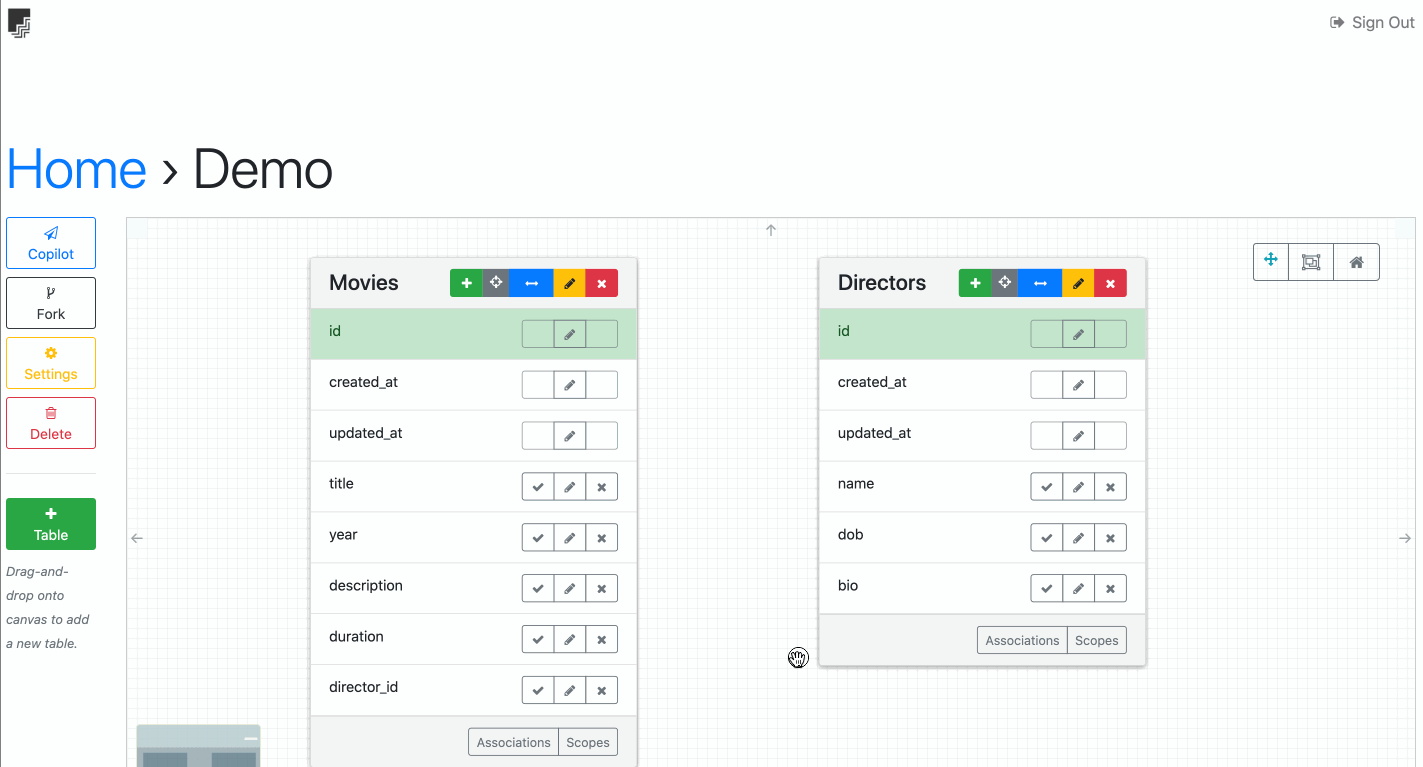 Sign Out
Home › Demo
Copilot
Fork
Settings
Delete
Table
Drag-and-
drop onto
canvas to add
a new table.
Movies
id
created_at
updated_at
title
year
description
duration
director_id
Associations Scopes
Directors
id
created_at
updated_at
name
dob
bio
Associations Scopes